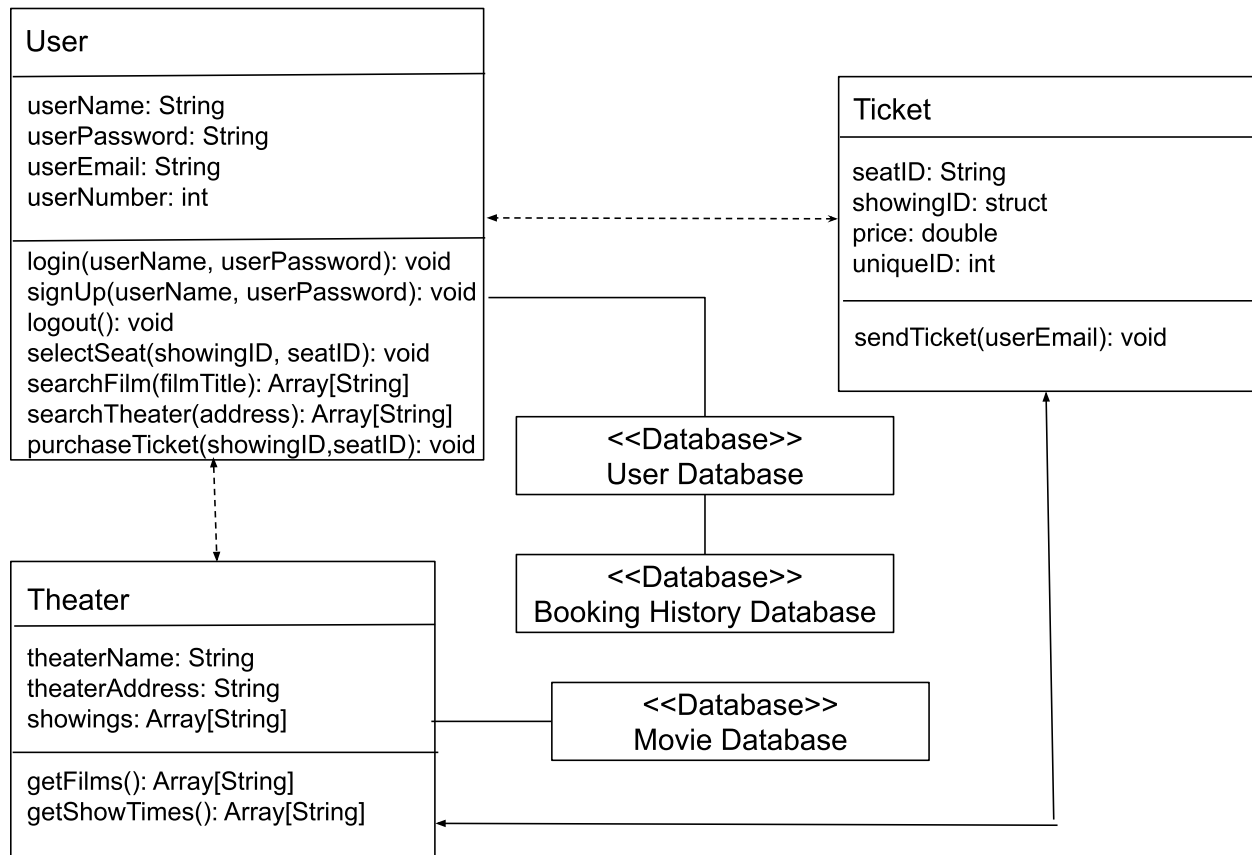 User
userName: String
userPassword: String
userEmail: String
userNumber: int
login(userName, userPassword): void
signUp(userName, userPassword): void
logout(): void
selectSeat(showingID, seatID): void
searchFilm(filmTitle): Array[String]
searchTheater(address): Array[String]
purchaseTicket(showingID,seatID): void
Ticket
seatID: String
showingID: struct
price: double
uniqueID: int
sendTicket(userEmail): void
<<Database>>
User Database
<<Database>>
Booking History Database
Theater
theaterName: String
theaterAddress: String
showings: Array[String]
getFilms(): Array[String]
getShowTimes(): Array[String]
<<Database>>
Movie Database